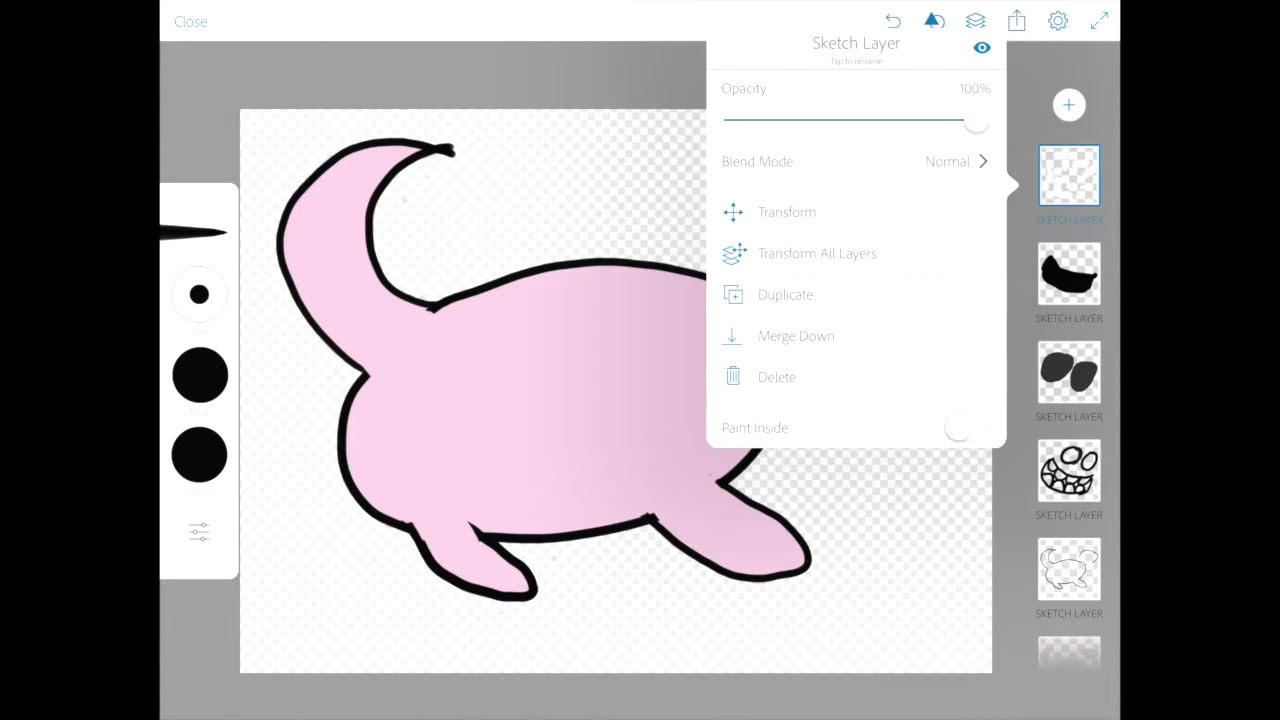 Close
Sketch Layer
Tap to rename
Opacity 100%
Blend Mode Normal
Transform
Transform All Layers
Duplicate
Merge Down
Delete
Paint Inside
SKETCH LAYER
SKETCH LAYER
SKETCH LAYER
SKETCH LAYER
SKETCH LAYER